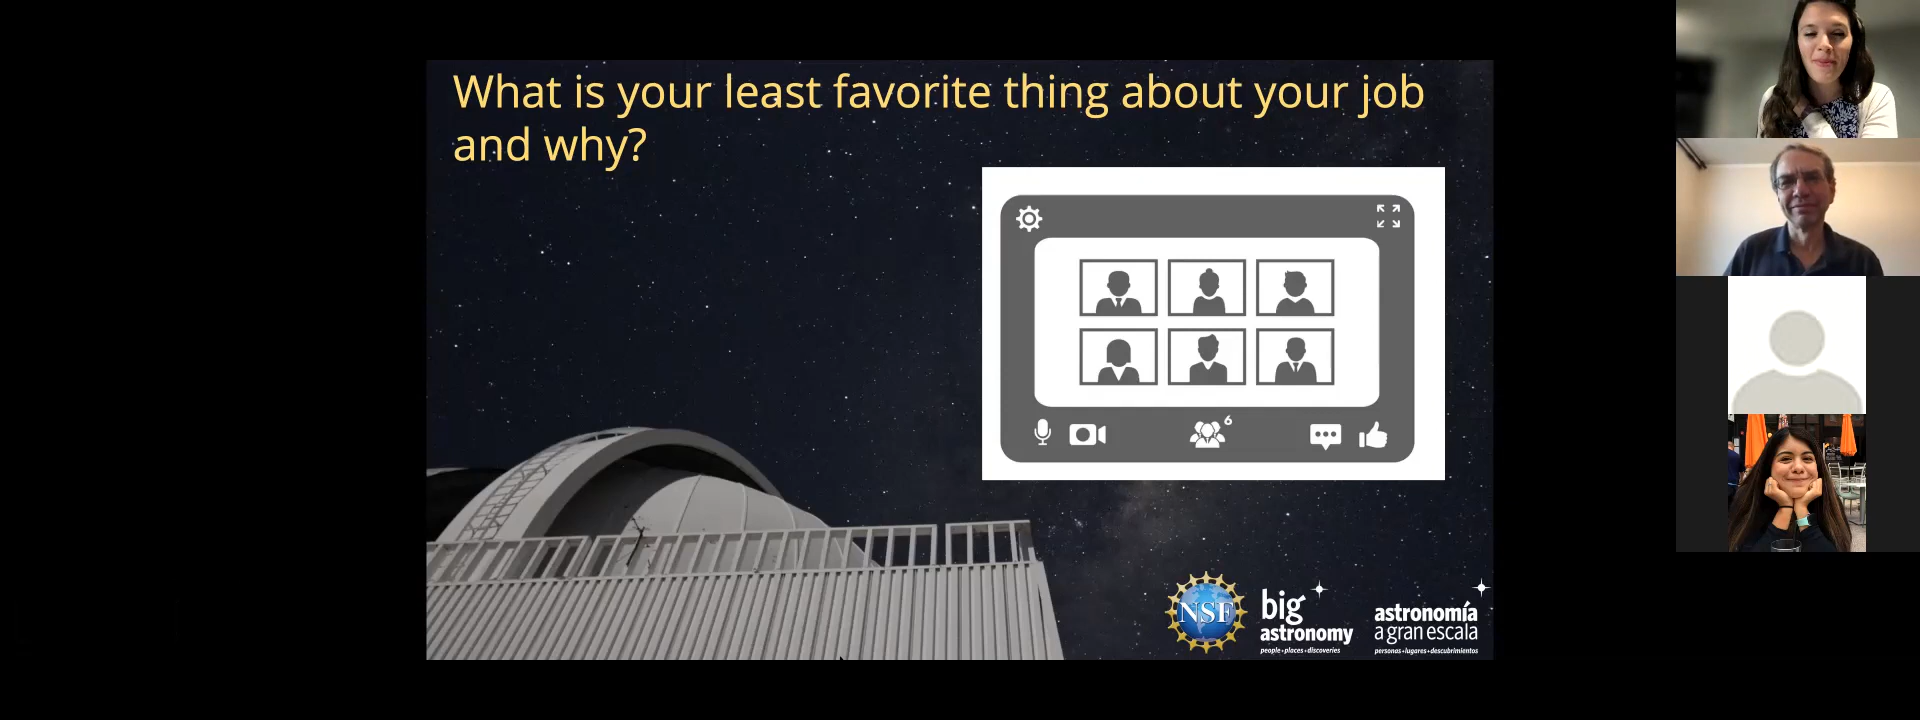 What is your least favorite thing about your job
and why?
6
NSF
big
astronomy
people•places•discoveries
astronomía
a gran escala
personas•lugares•descubrimientos